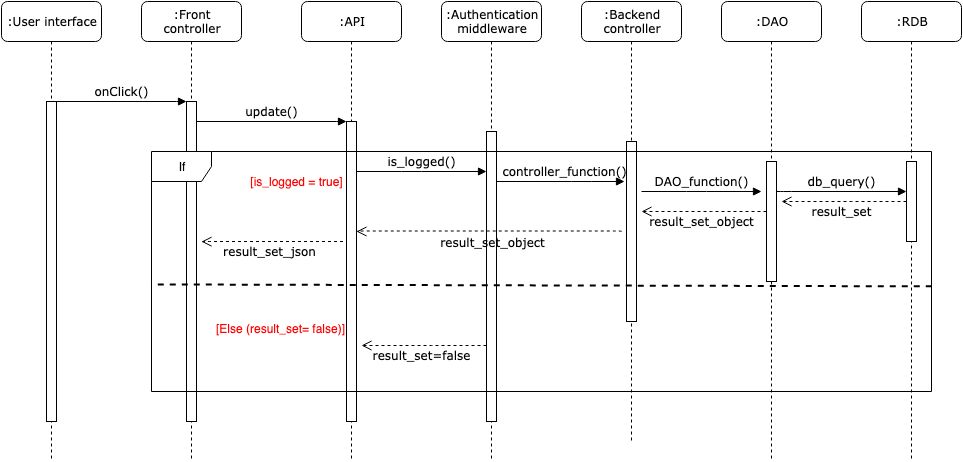 :User interface
:Front
controller
:API
:Authentication
middleware
:Backend
controller
:DAO
:RDB
onClick()
update()
If
is_logged()
[is_logged = true]
controller_function()
DAO_function()
db_query()
result_set
result_set_object
result_set_object
result_set_json
[Else (result_set= false)]
result_set=false